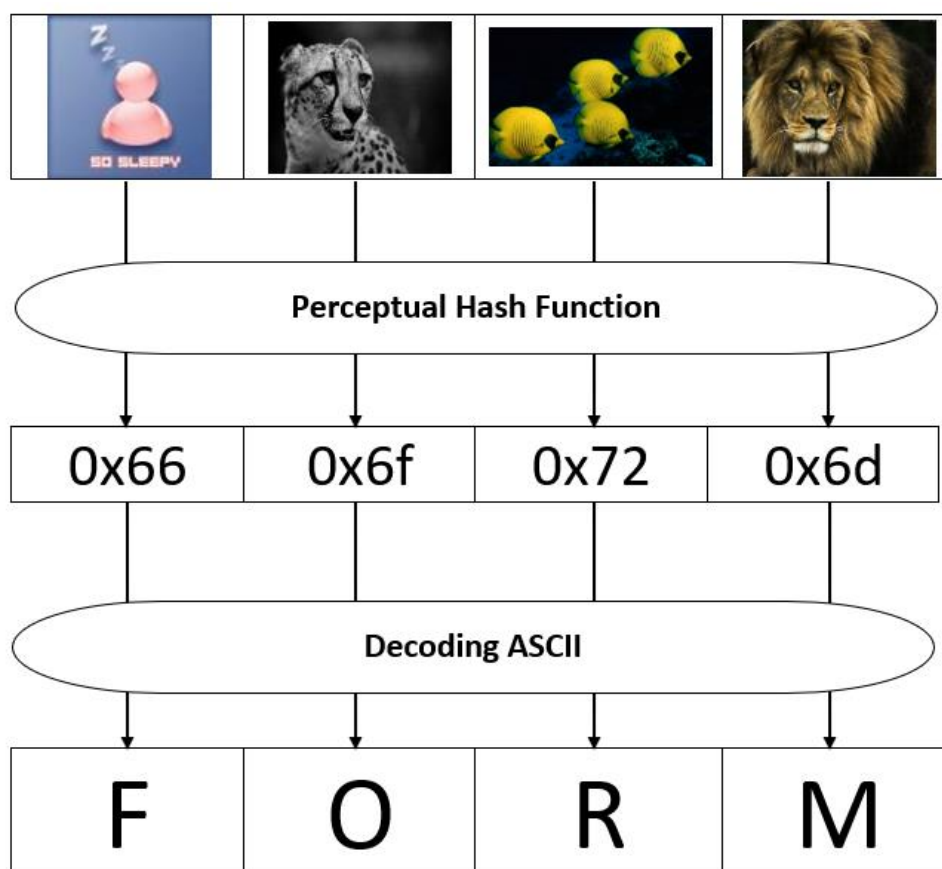 Z
Z
Z
SO SLEEPY
Perceptual Hash Function
0x66 0x6f 0x72 0x6d
Decoding ASCII
F O R M